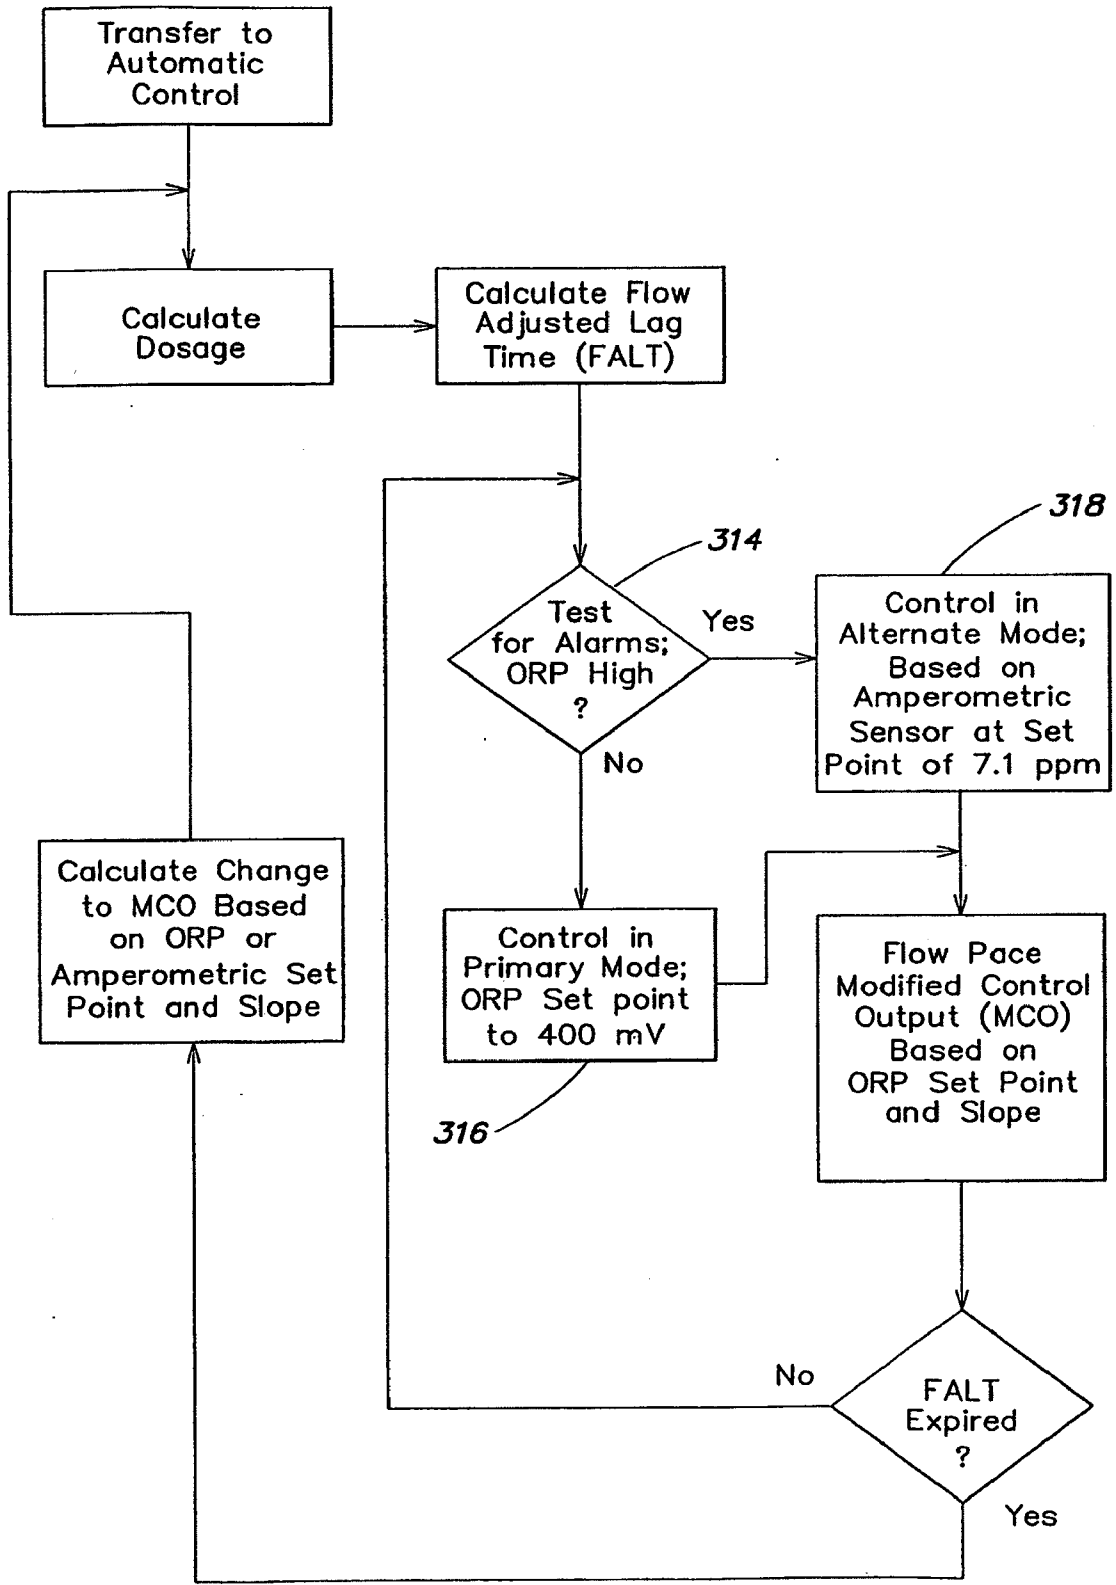 Transfer to
Automatic
Control
Calculate
Dosage
Calculate Flow
Adjusted Lag
Time (FALT)
314
Test
for Alarms;
ORP High
?
Yes
No
318
Control in
Alternate Mode;
Based on
Amperometric
Sensor at Set
Point of 7.1 ppm
Control in
Primary Mode;
ORP Set point
to 400 mV
316
Flow Pace
Modified Control
Output (MCO)
Based on
ORP Set Point
and Slope
FALT
Expired
?
No
Yes
Calculate Change
to MCO Based
on ORP or
Amperometric Set
Point and Slope